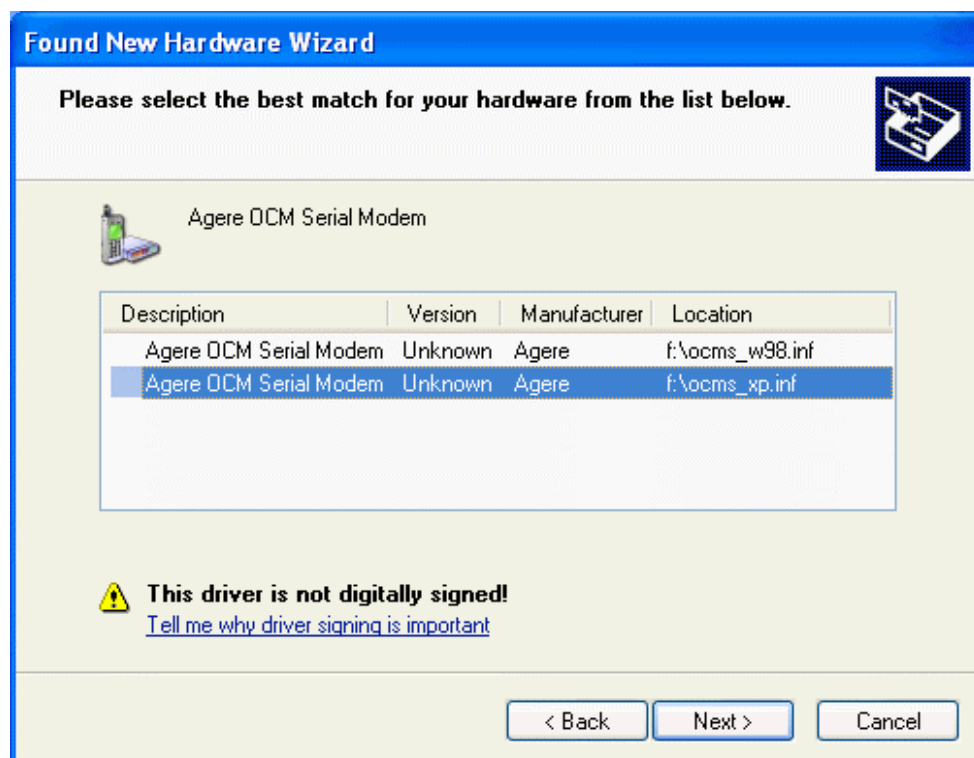 Found New Hardware Wizard
Please select the best match for your hardware from the list below.
Agere OCM Serial Modem
Description Version Manufacturer Location
Agere OCM Serial Modem Unknown Agere f:\ocms_w98.inf
Agere OCM Serial Modem Unknown Agere f:\ocms_xp.inf
This driver is not digitally signed!
Tell me why driver signing is important
< Back Next > Cancel